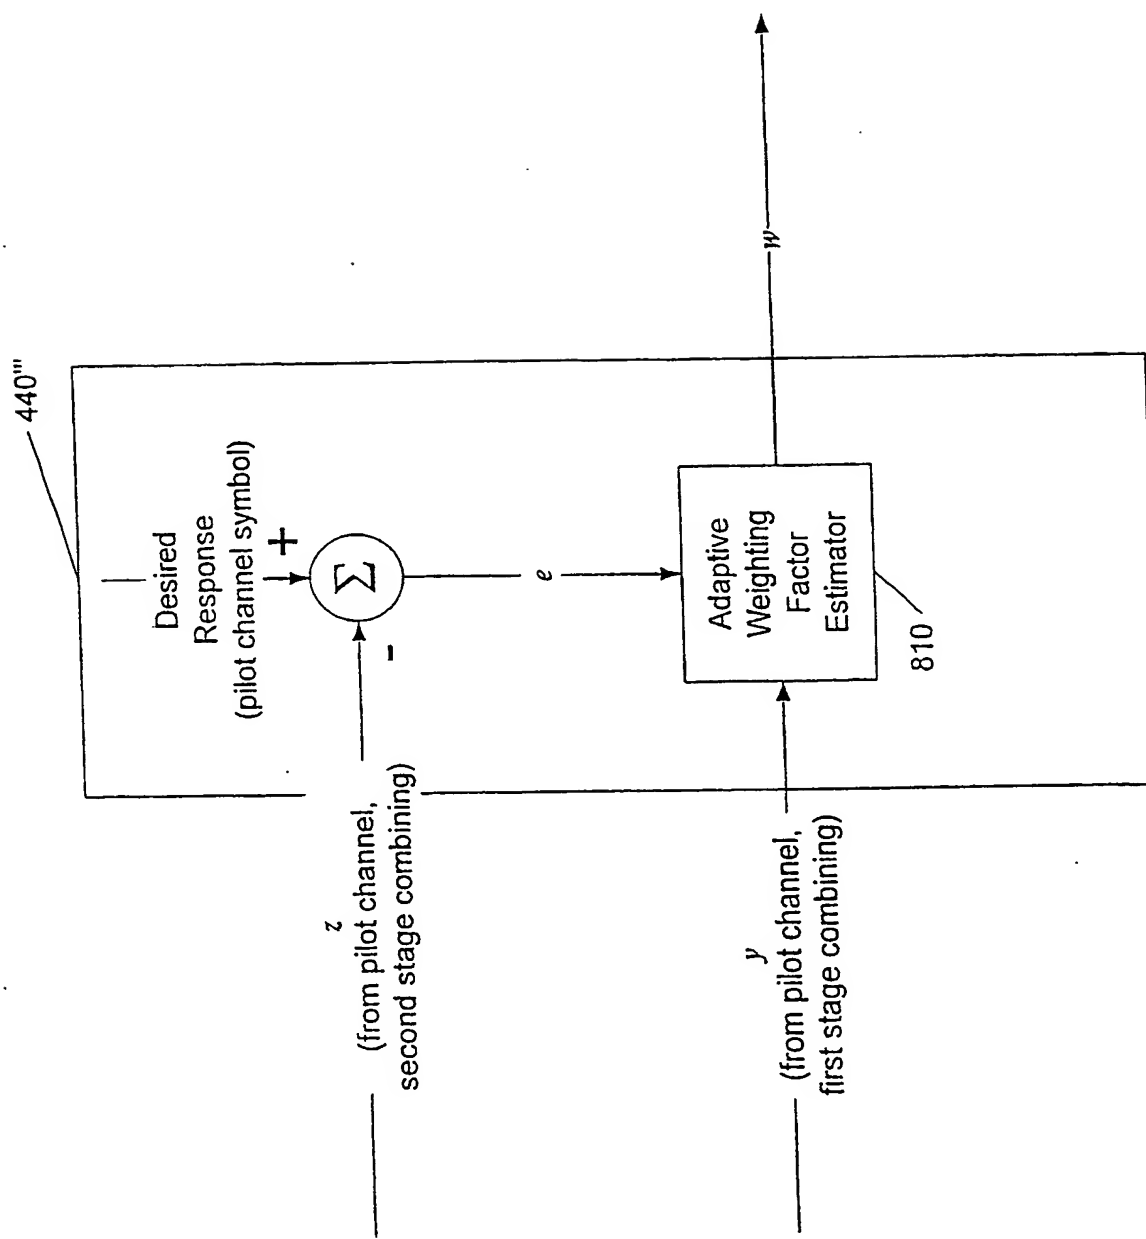 440'''
Desired
Response
(pilot channel symbol)
+
Σ
-
z
(from pilot channel,
second stage combining)
e
Adaptive
Weighting
Factor
Estimator
810
y
(from pilot channel,
first stage combining)
w